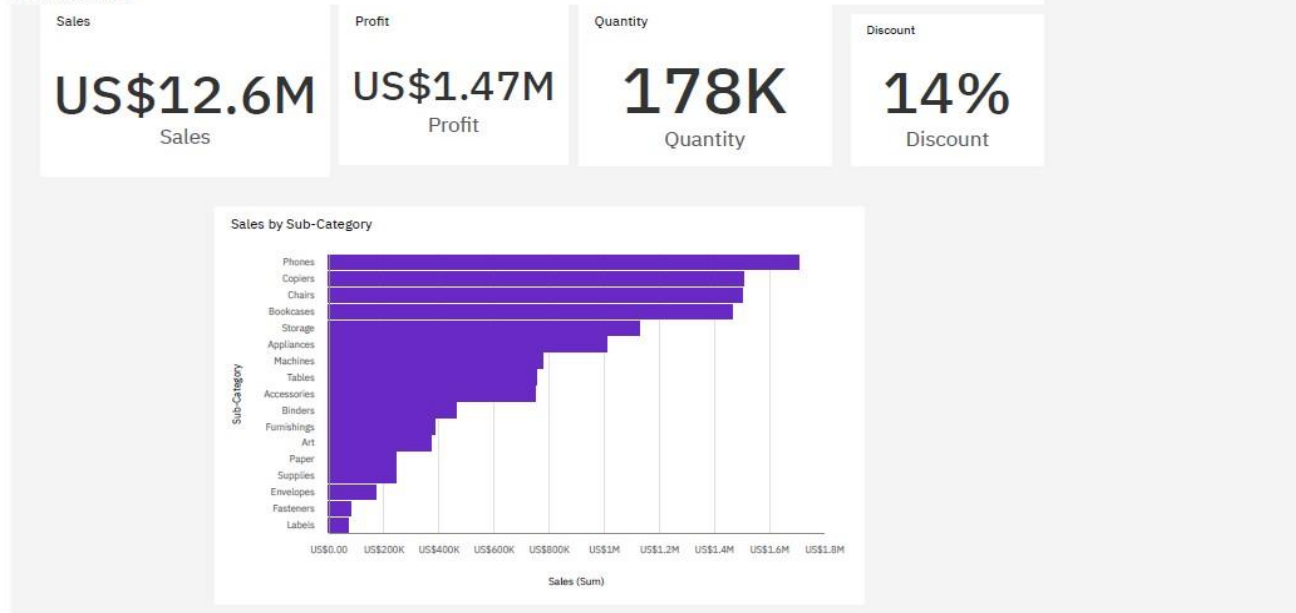 Sales
US$12.6M
Sales
Profit
US$1.47M
Profit
Quantity
178K
Quantity
Discount
14%
Discount
Sales by Sub-Category
Sub-Category
Phones
Copiers
Chairs
Bookcases
Storage
Appliances
Machines
Tables
Accessories
Binders
Furnishings
Art
Paper
Supplies
Envelopes
Fasteners
Labels
US$0.00 US$200K US$400K US$600K US$800K US$1M US$1.2M US$1.4M US$1.6M US$1.8M
Sales (Sum)